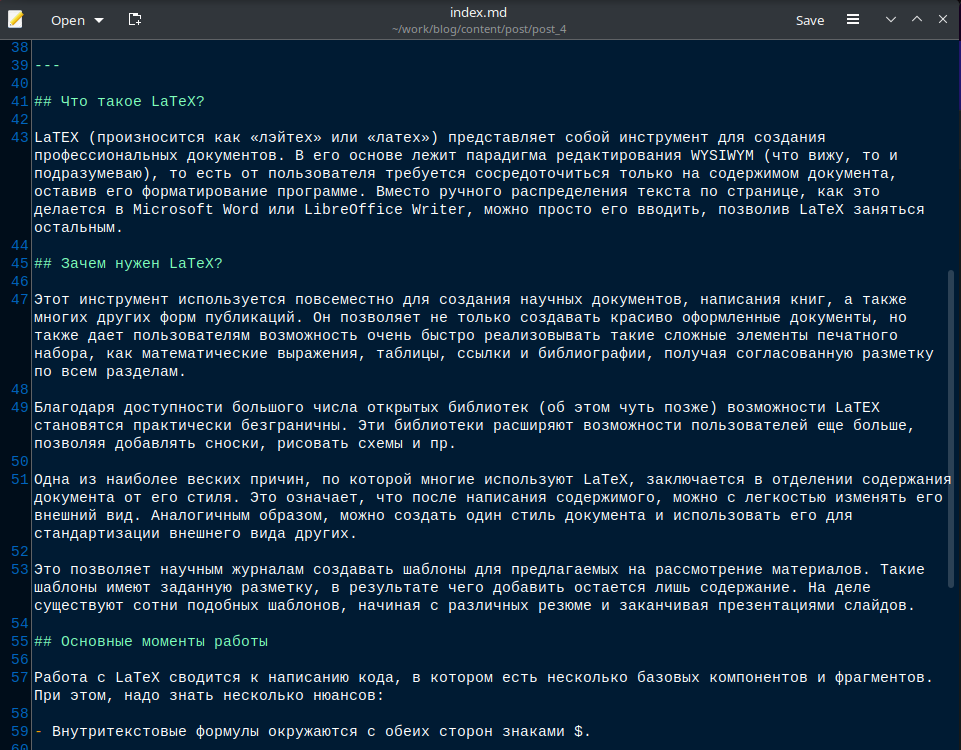 Open
index.md
~/work/blog/content/post/post_4
Save
38
39 ---
40
41 ## Что такое LaTeX?
42
43 LaTEX (произносится как «лэйтех» или «латех») представляет собой инструмент для создания
профессиональных документов. В его основе лежит парадигма редактирования WYSIWYM (что вижу, то и
подразумеваю), то есть от пользователя требуется сосредоточиться только на содержимом документа,
оставив его форматирование программе. Вместо ручного распределения текста по странице, как это
делается в Microsoft Word или LibreOffice Writer, можно просто его вводить, позволив LaTeX заняться
остальным.
44
45 ## Зачем нужен LaTeX?
46
47 Этот инструмент используется повсеместно для создания научных документов, написания книг, а также
многих других форм публикаций. Он позволяет не только создавать красиво оформленные документы, но
также дает пользователям возможность очень быстро реализовывать такие сложные элементы печатного
набора, как математические выражения, таблицы, ссылки и библиографии, получая согласованную разметку
по всем разделам.
48
49 Благодаря доступности большого числа открытых библиотек (об этом чуть позже) возможности LaTEX
становятся практически безграничны. Эти библиотеки расширяют возможности пользователей еще больше,
позволяя добавлять сноски, рисовать схемы и пр.
50
51 Одна из наиболее веских причин, по которой многие используют LaTeX, заключается в отделении содержания
документа от его стиля. Это означает, что после написания содержимого, можно с легкостью изменять его
внешний вид. Аналогичным образом, можно создать один стиль документа и использовать его для
стандартизации внешнего вида других.
52
53 Это позволяет научным журналам создавать шаблоны для предлагаемых на рассмотрение материалов. Такие
шаблоны имеют заданную разметку, в результате чего добавить остается лишь содержание. На деле
существуют сотни подобных шаблонов, начиная с различных резюме и заканчивая презентациями слайдов.
54
55 ## Основные моменты работы
56
57 Работа с LaTeX сводится к написанию кода, в котором есть несколько базовых компонентов и фрагментов.
При этом, надо знать несколько нюансов:
58
59 - Внутритекстовые формулы окружаются с обеих сторон знаками $.
60